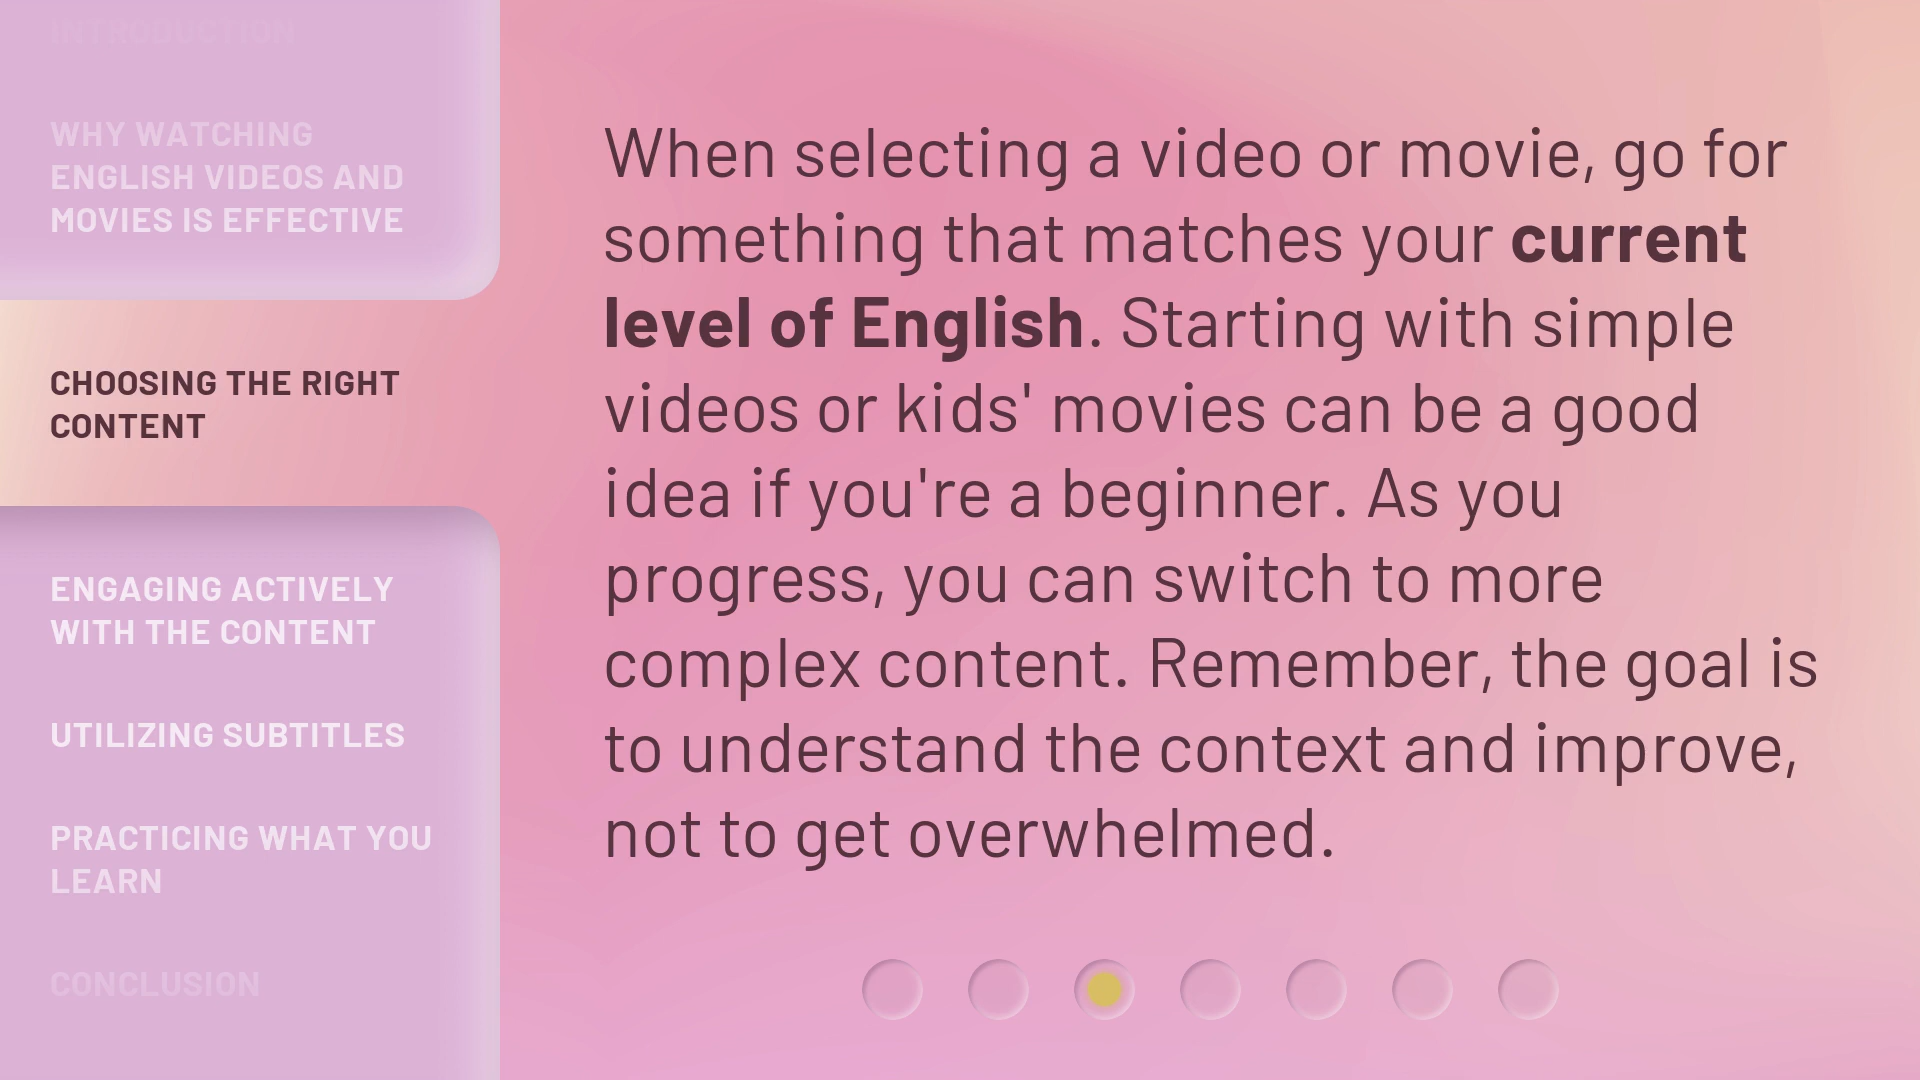 INTRODUCTION
WHY WATCHING
ENGLISH VIDEOS AND
MOVIES IS EFFECTIVE
CHOOSING THE RIGHT
CONTENT
ENGAGING ACTIVELY
WITH THE CONTENT
UTILIZING SUBTITLES
PRACTICING WHAT YOU
LEARN
CONCLUSION
When selecting a video or movie, go for
something that matches your current
level of English. Starting with simple
videos or kids' movies can be a good
idea if you're a beginner. As you
progress, you can switch to more
complex content. Remember, the goal is
to understand the context and improve,
not to get overwhelmed.